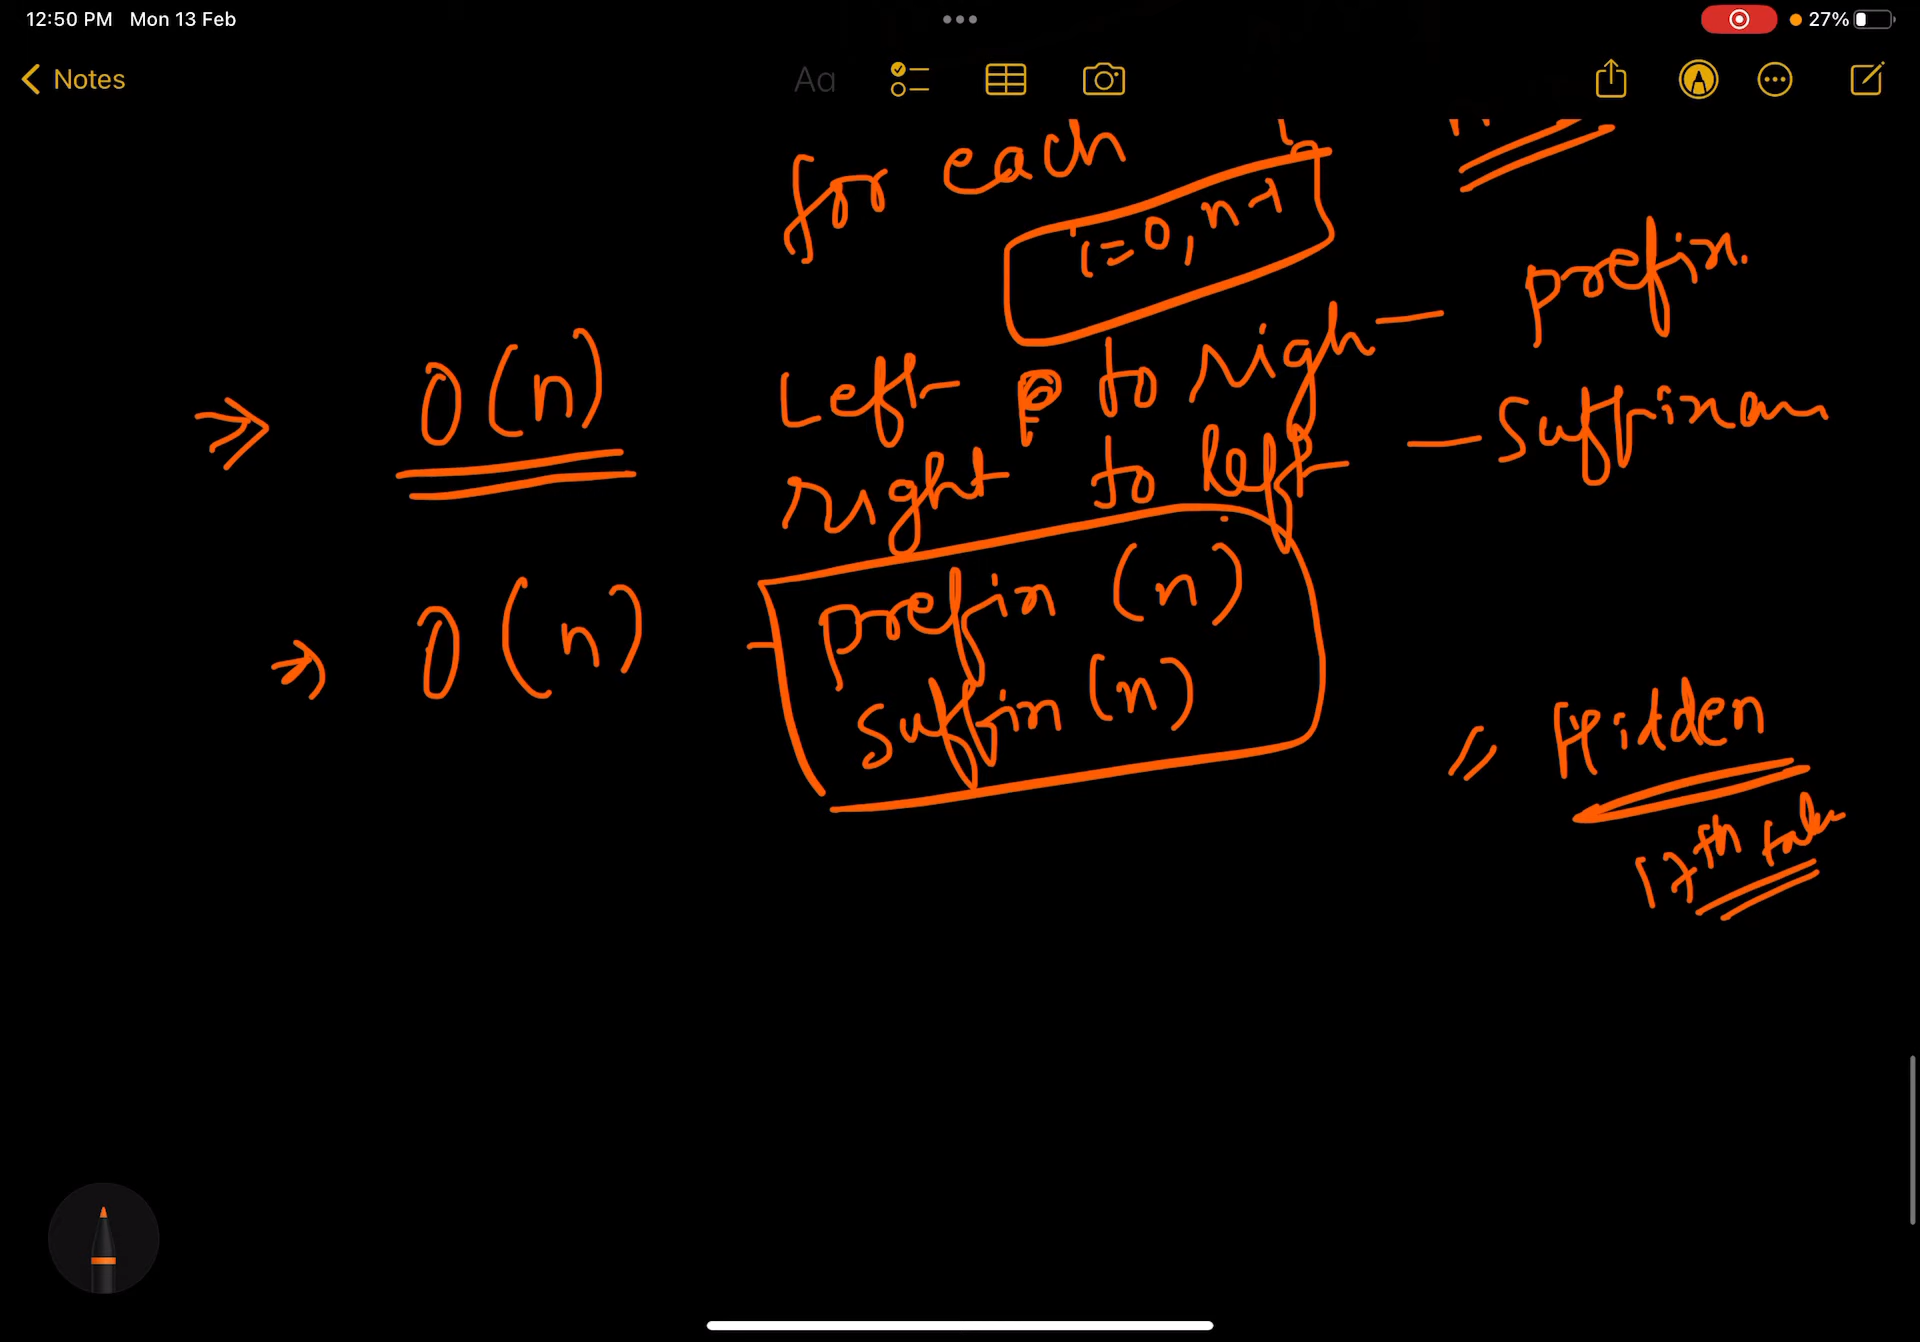 12:50 PM Mon 13 Feb
27%
Notes
Aa
for each
i=0, n-1
Left to righ — prefix.
right to left — Suffix
O(n)
O(n)
prefix (n)
suffix (n)
Hidden
17th